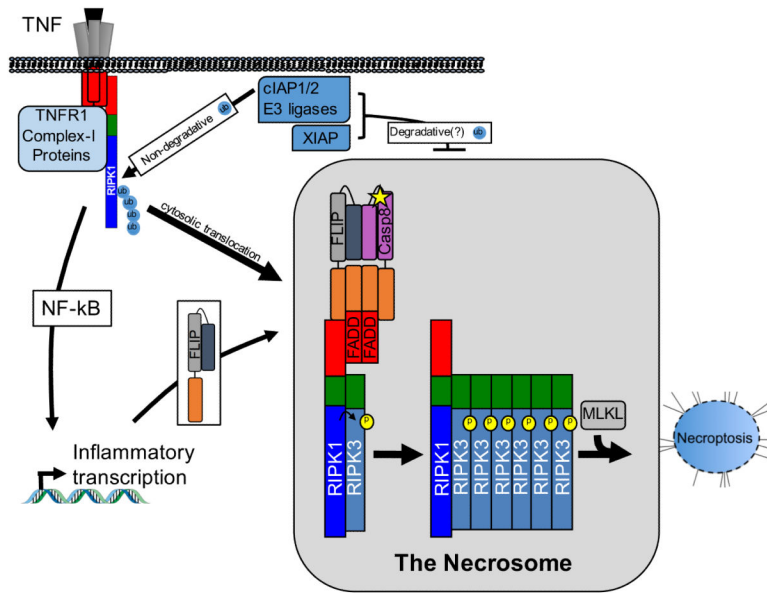 TNF
TNFR1
Complex-I
Proteins
RIPK1
ub
ub
ub
ub
Non-degradative
ub
cIAP1/2
E3 ligases
XIAP
Degradative(?)
ub
cytosolic translocation
NF-kB
FLIP
Inflammatory
transcription
FLIP
Casp8
FADD
FADD
RIPK1
RIPK3
P
RIPK1
RIPK3
RIPK3
RIPK3
RIPK3
RIPK3
RIPK3
P
P
P
P
P
P
MLKL
Necroptosis
The Necrosome